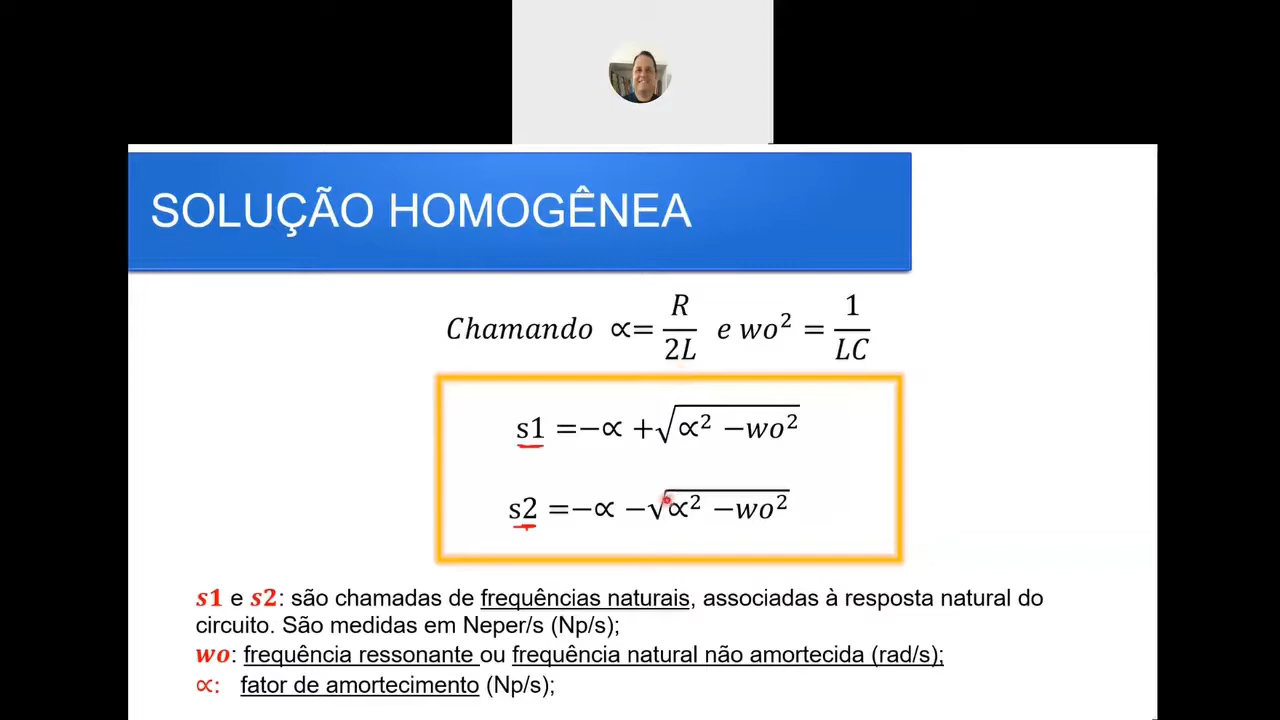 SOLUÇÃO HOMOGÊNEA
Chamando ∝= R/2L e wo² = 1/LC
s1 =−∝ +√(∝² −wo²)
s2 =−∝ −√(∝² −wo²)
s1 e s2: são chamadas de frequências naturais, associadas à resposta natural do
circuito. São medidas em Neper/s (Np/s);
wo: frequência ressonante ou frequência natural não amortecida (rad/s);
∝: fator de amortecimento (Np/s);